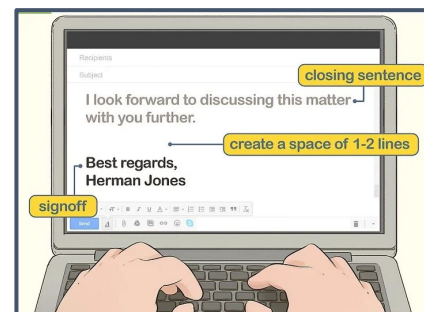 Recipients
Subject
closing sentence
I look forward to discussing this matter
with you further.
create a space of 1-2 lines
Best regards,
Herman Jones
signoff
Send